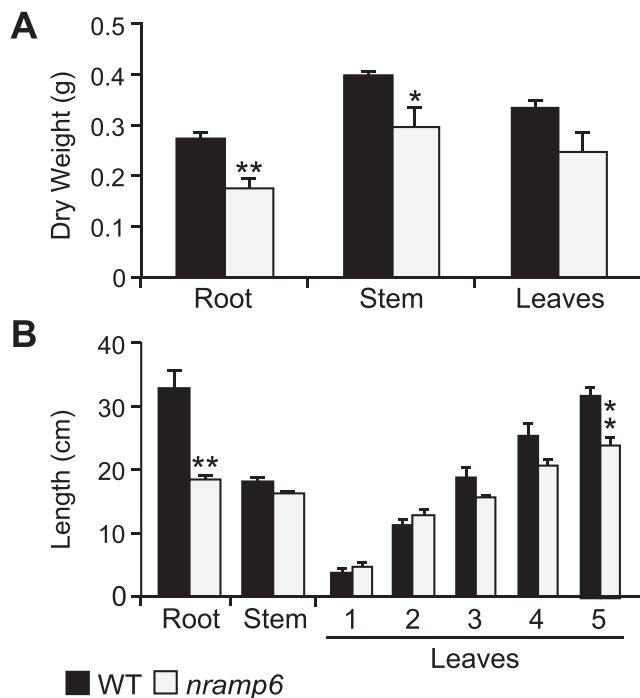 A
Dry Weight (g)
0.5
0.4
0.3
0.2
0.1
0
**
*
Root Stem Leaves
B
Length (cm)
40
30
20
10
0
**
**
Root Stem 1 2 3 4 5
Leaves
WT nramp6